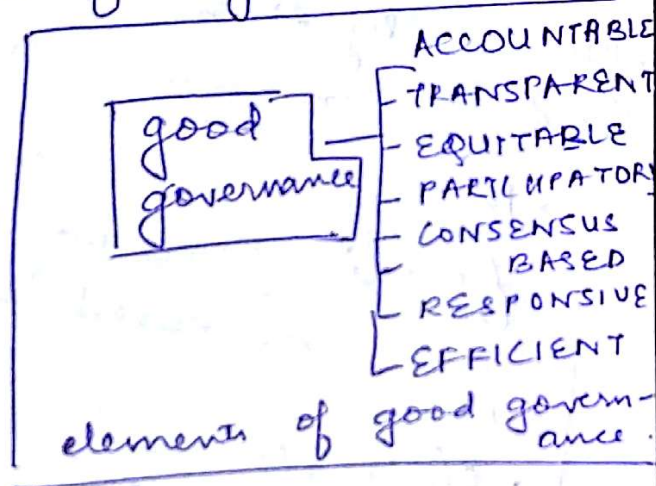 ACCOUNTABLE
TRANSPARENT
EQUITABLE
PARTICIPATORY
CONSENSUS
BASED
RESPONSIVE
EFFICIENT
good
governance
elements of good govern-
ance.